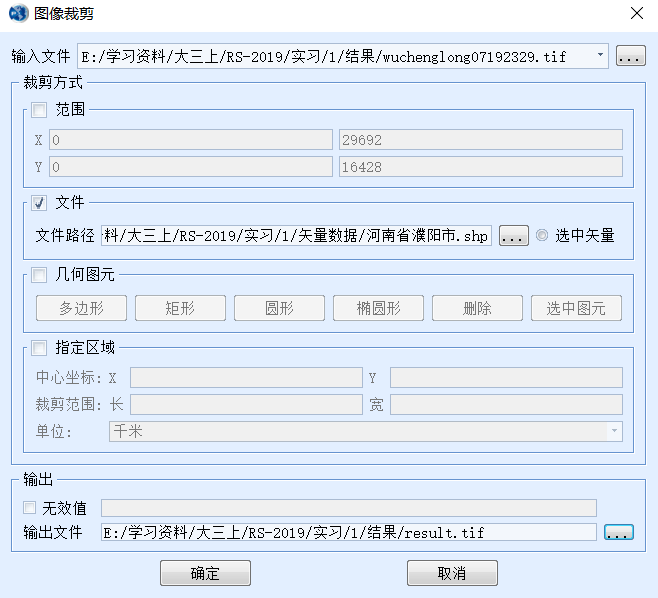 图像裁剪
输入文件 E:/学习资料/大三上/RS-2019/实习/1/结果/wuchenglong07192329.tif ...
裁剪方式
范围
X 0 29692
Y 0 16428
文件
文件路径 料/大三上/RS-2019/实习/1/矢量数据/河南省濮阳市.shp ... 选中矢量
几何图元
多边形 矩形 圆形 椭圆形 删除 选中图元
指定区域
中心坐标: X Y
裁剪范围: 长 宽
单位: 千米
输出
无效值
输出文件 E:/学习资料/大三上/RS-2019/实习/1/结果/result.tif ...
确定 取消